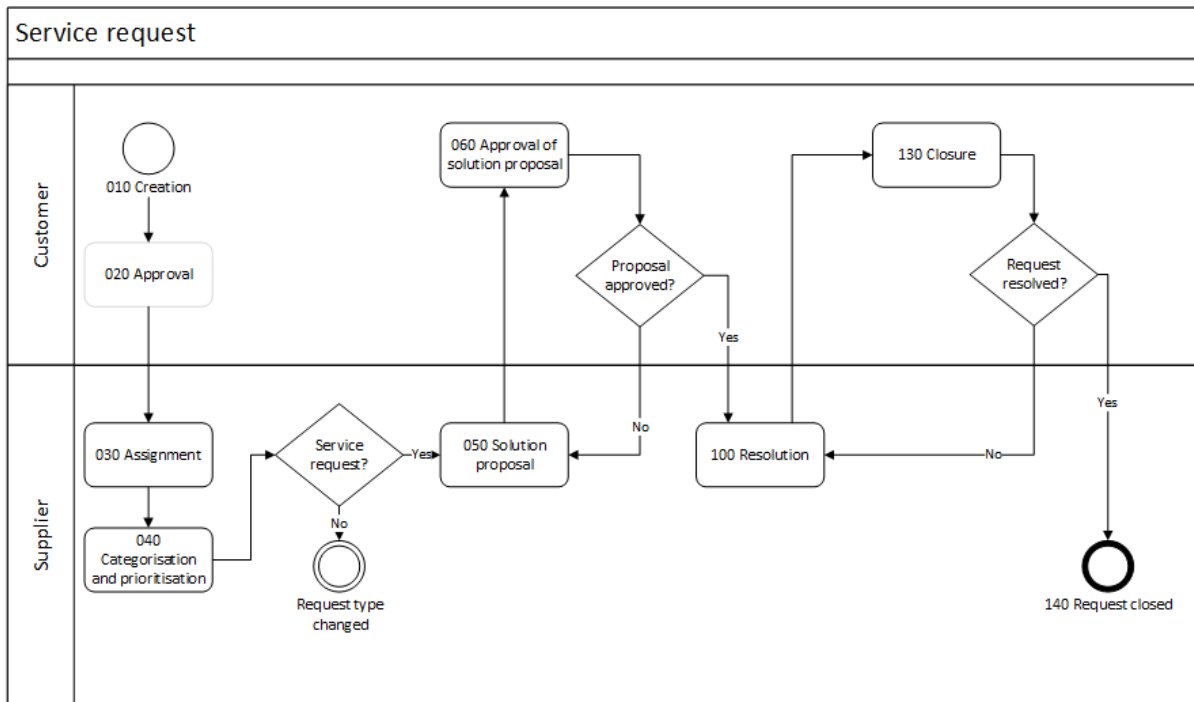 Service request
Customer
010 Creation
020 Approval
060 Approval of
solution proposal
Proposal
approved?
Yes
No
130 Closure
Request
resolved?
No
Yes
Supplier
030 Assignment
040
Categorisation
and prioritisation
Service
request?
Yes
No
Request type
changed
050 Solution
proposal
100 Resolution
140 Request closed